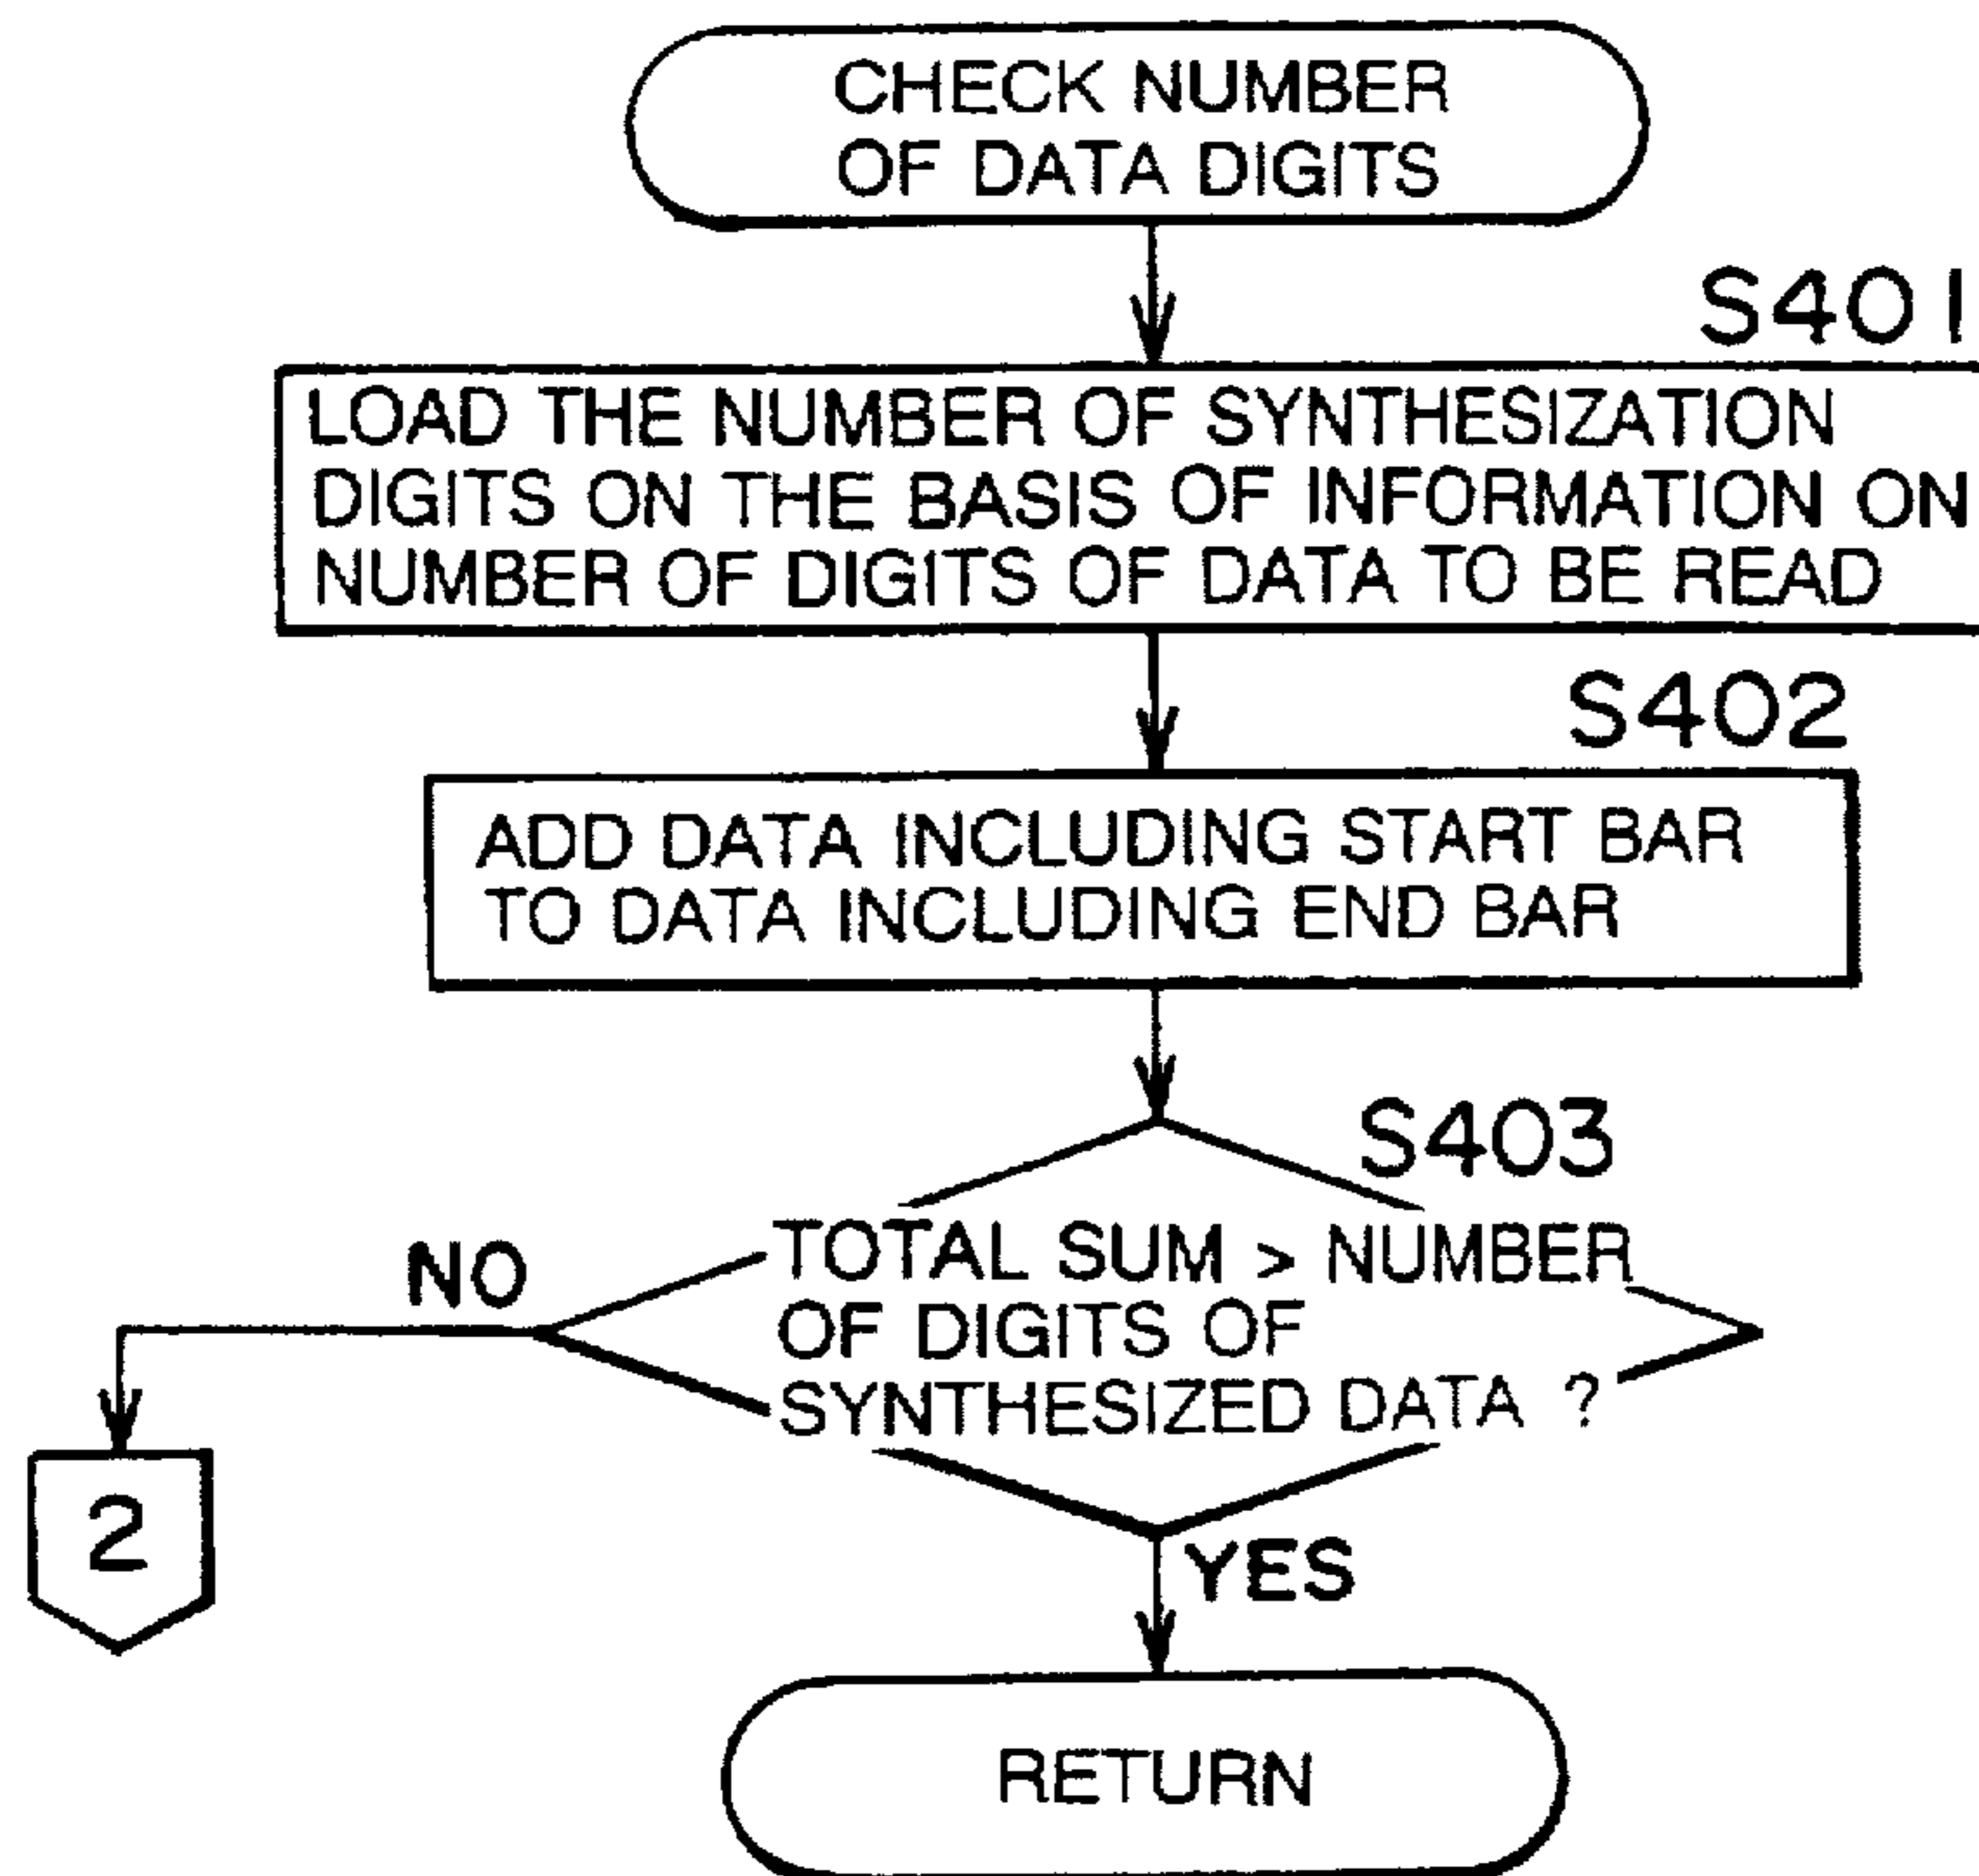 CHECK NUMBER
OF DATA DIGITS
S401
LOAD THE NUMBER OF SYNTHESIZATION
DIGITS ON THE BASIS OF INFORMATION ON
NUMBER OF DIGITS OF DATA TO BE READ
S402
ADD DATA INCLUDING START BAR
TO DATA INCLUDING END BAR
S403
NO
TOTAL SUM > NUMBER
OF DIGITS OF
SYNTHESIZED DATA ?
2
YES
RETURN